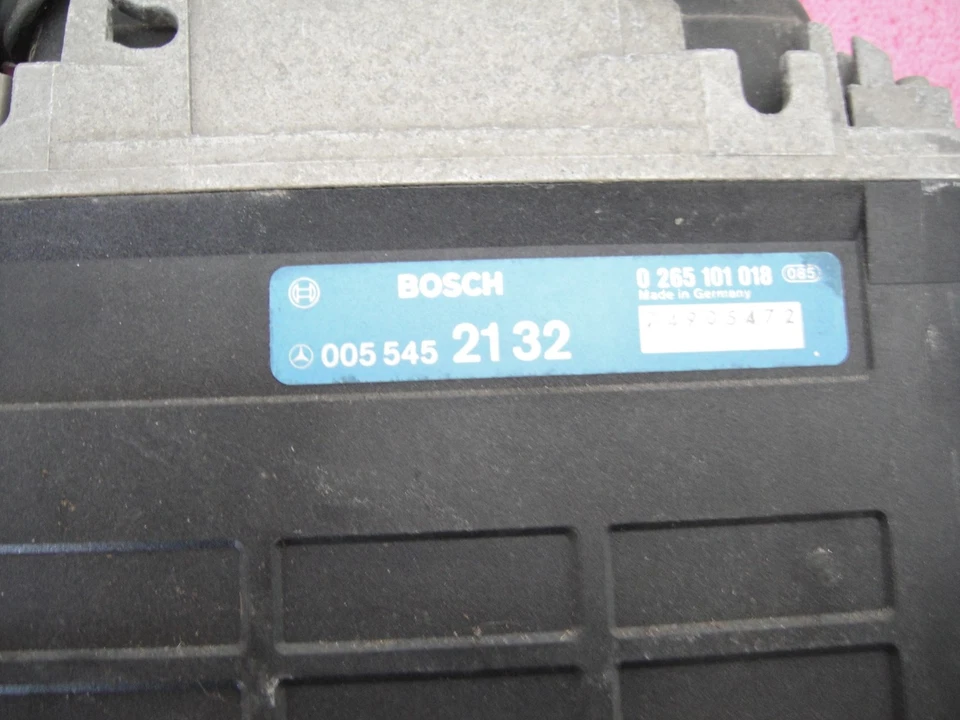 BOSCH
0 265 101 018 085
Made in Germany
005 545 21 32